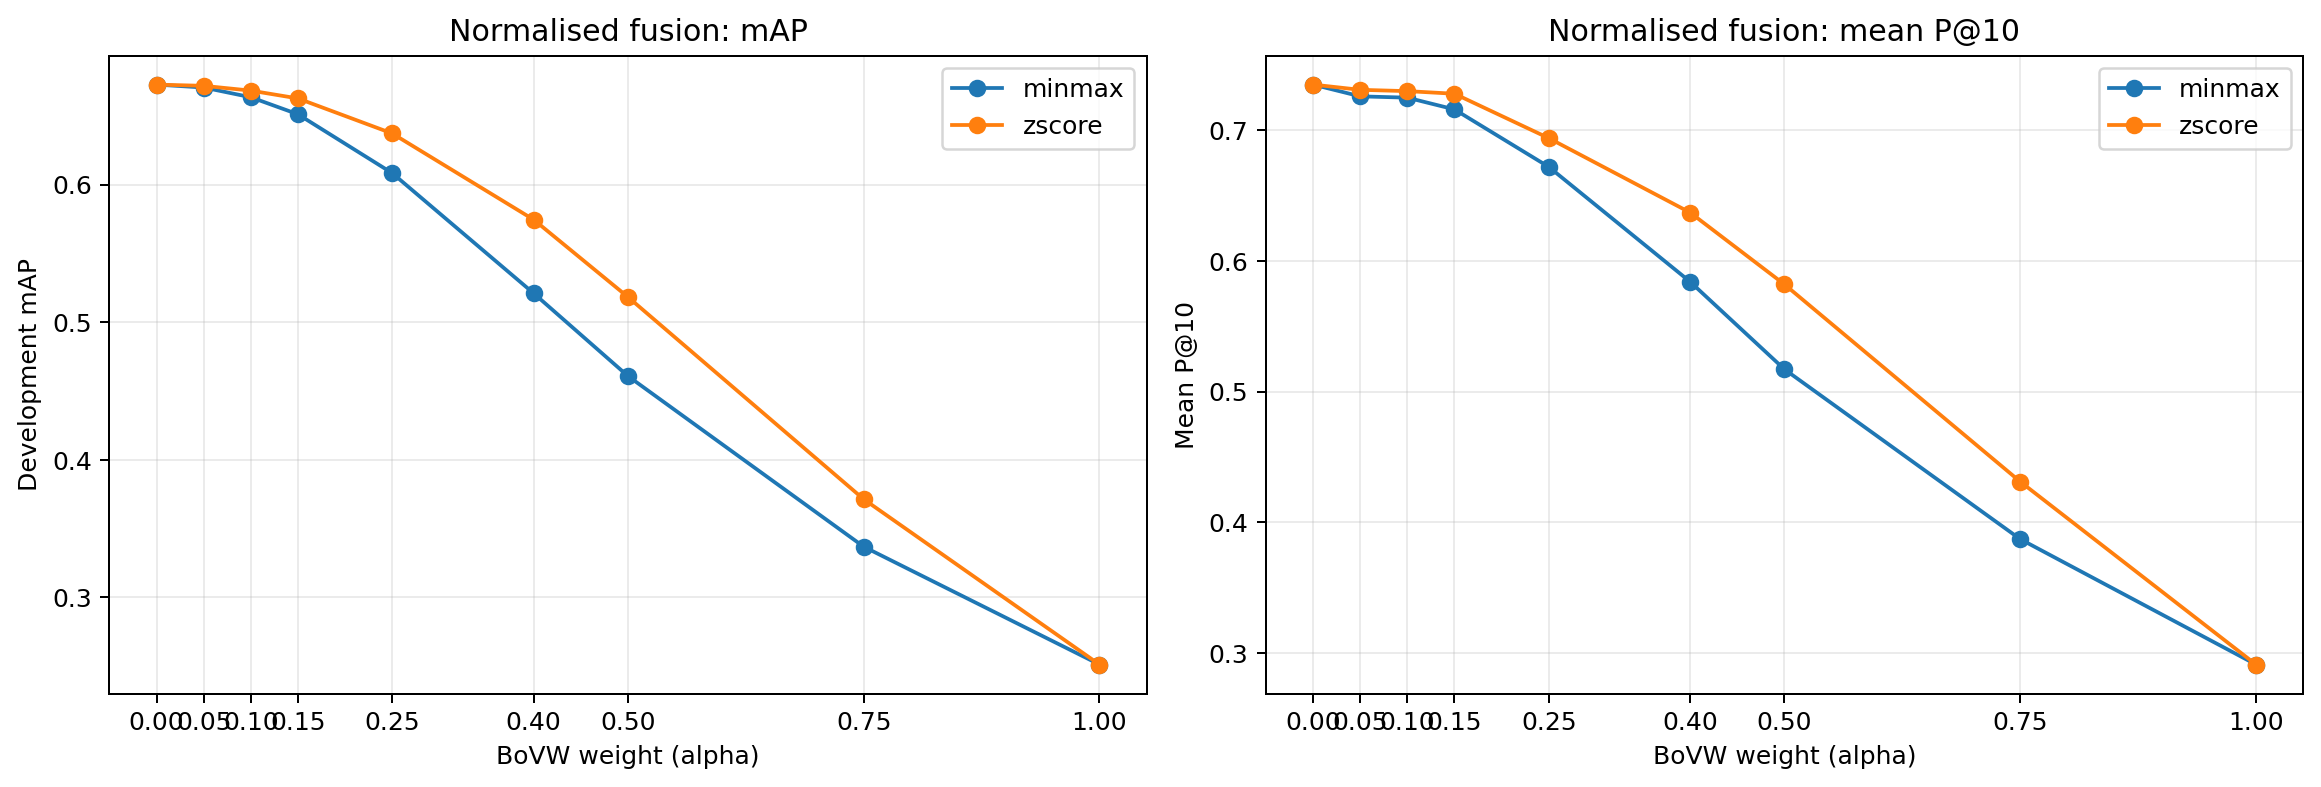 Normalised fusion: mAP
Development mAP
0.6
0.5
0.4
0.3
minmax
zscore
0.00 0.05 0.10 0.15 0.25 0.40 0.50 0.75 1.00
BoVW weight (alpha)
Normalised fusion: mean P@10
Mean P@10
0.7
0.6
0.5
0.4
0.3
minmax
zscore
0.00 0.05 0.10 0.15 0.25 0.40 0.50 0.75 1.00
BoVW weight (alpha)